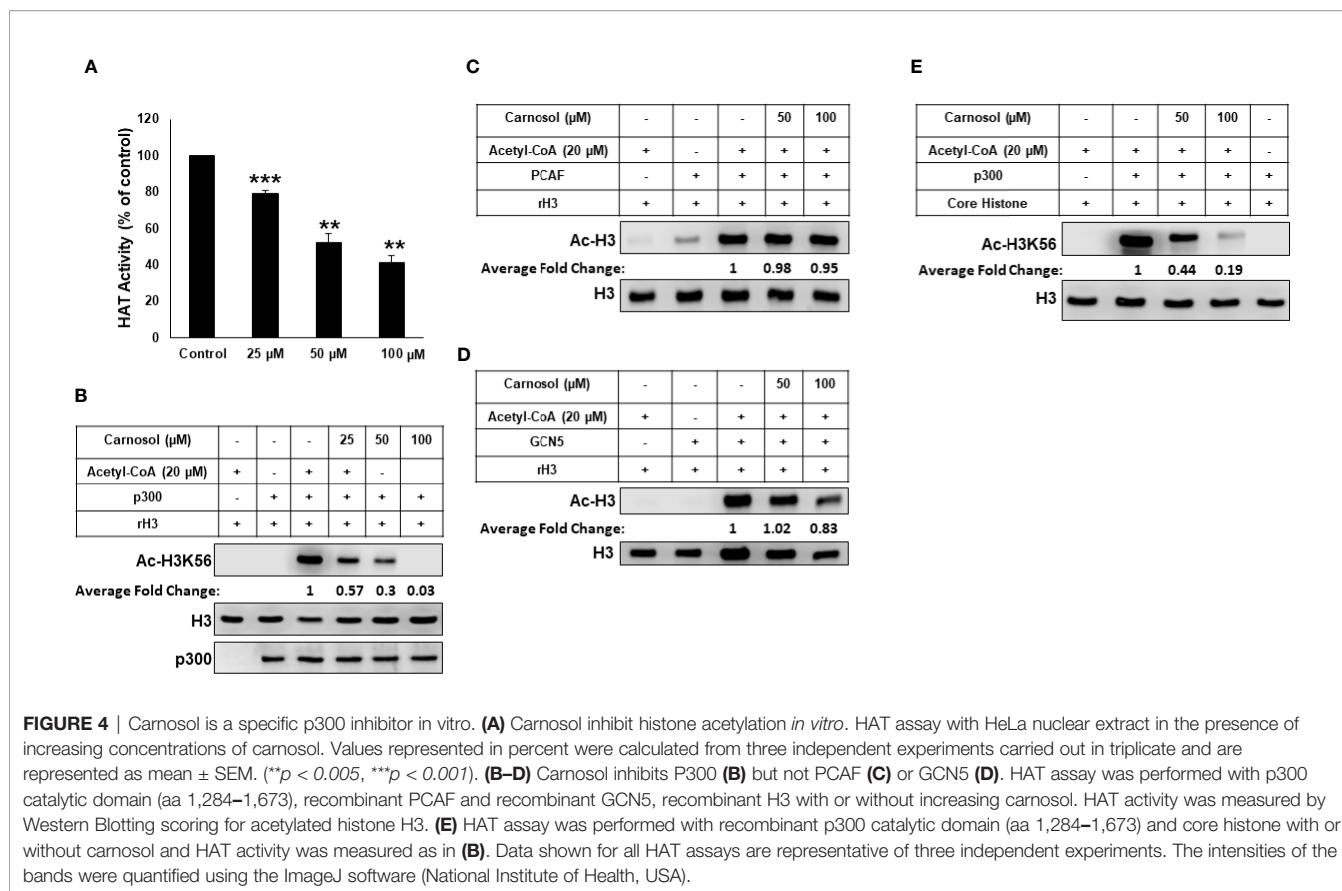 A
HAT Activity (% of control)
120
100
80
60
40
20
0
***
**
**
Control 25 µM 50 µM 100 µM
B
Carnosol (µM) - - - 25 50 100
Acetyl-CoA (20 µM) + - + + -
p300 - + + + + +
rH3 + + + + + +
Ac-H3K56
Average Fold Change: 1 0.57 0.3 0.03
H3
p300
C
Carnosol (µM) - - - 50 100
Acetyl-CoA (20 µM) + - + + +
PCAF - + + + +
rH3 + + + + +
Ac-H3
Average Fold Change: 1 0.98 0.95
H3
D
Carnosol (µM) - - - 50 100
Acetyl-CoA (20 µM) + - + + +
GCN5 - + + + +
rH3 + + + + +
Ac-H3
Average Fold Change: 1 1.02 0.83
H3
E
Carnosol (µM) - - 50 100 -
Acetyl-CoA (20 µM) + + + + -
p300 - + + + +
Core Histone + + + + +
Ac-H3K56
Average Fold Change: 1 0.44 0.19
H3
FIGURE 4 | Carnosol is a specific p300 inhibitor in vitro. (A) Carnosol inhibit histone acetylation in vitro. HAT assay with HeLa nuclear extract in the presence of
increasing concentrations of carnosol. Values represented in percent were calculated from three independent experiments carried out in triplicate and are
represented as mean ± SEM. (**p < 0.005, ***p < 0.001). (B–D) Carnosol inhibits P300 (B) but not PCAF (C) or GCN5 (D). HAT assay was performed with p300
catalytic domain (aa 1,284–1,673), recombinant PCAF and recombinant GCN5, recombinant H3 with or without increasing carnosol. HAT activity was measured by
Western Blotting scoring for acetylated histone H3. (E) HAT assay was performed with recombinant p300 catalytic domain (aa 1,284–1,673) and core histone with or
without carnosol and HAT activity was measured as in (B). Data shown for all HAT assays are representative of three independent experiments. The intensities of the
bands were quantified using the ImageJ software (National Institute of Health, USA).